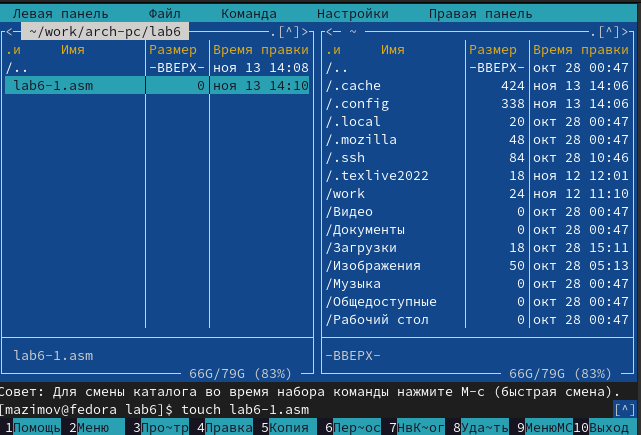 Левая панель Файл Команда Настройки Правая панель
<- ~/work/arch-pc/lab6 .[^]>
.и Имя Размер Время правки
/.. -ВВЕРХ- ноя 13 14:08
lab6-1.asm 0 ноя 13 14:10
lab6-1.asm
66G/79G (83%)
<- ~ .[^]>
.и Имя Размер Время правки
/.. -ВВЕРХ- окт 28 00:47
/.cache 424 ноя 13 14:06
/.config 338 ноя 13 14:06
/.local 20 окт 28 00:47
/.mozilla 48 окт 28 00:47
/.ssh 84 окт 28 10:46
/.texlive2022 18 ноя 12 12:01
/work 24 ноя 12 11:10
/Видео 0 окт 28 00:47
/Документы 0 окт 28 00:47
/Загрузки 18 окт 28 15:11
/Изображения 50 окт 28 05:13
/Музыка 0 окт 28 00:47
/Общедоступные 0 окт 28 00:47
/Рабочий стол 0 окт 28 00:47
-ВВЕРХ-
66G/79G (83%)
Совет: Для смены каталога во время набора команды нажмите M-c (быстрая смена).
[mazimov@fedora lab6]$ touch lab6-1.asm [^]
1Помощь 2Меню 3Про~тр 4Правка 5Копия 6Пер~ос 7НвК~ог 8Уда~ть 9МенюMC 10Выход